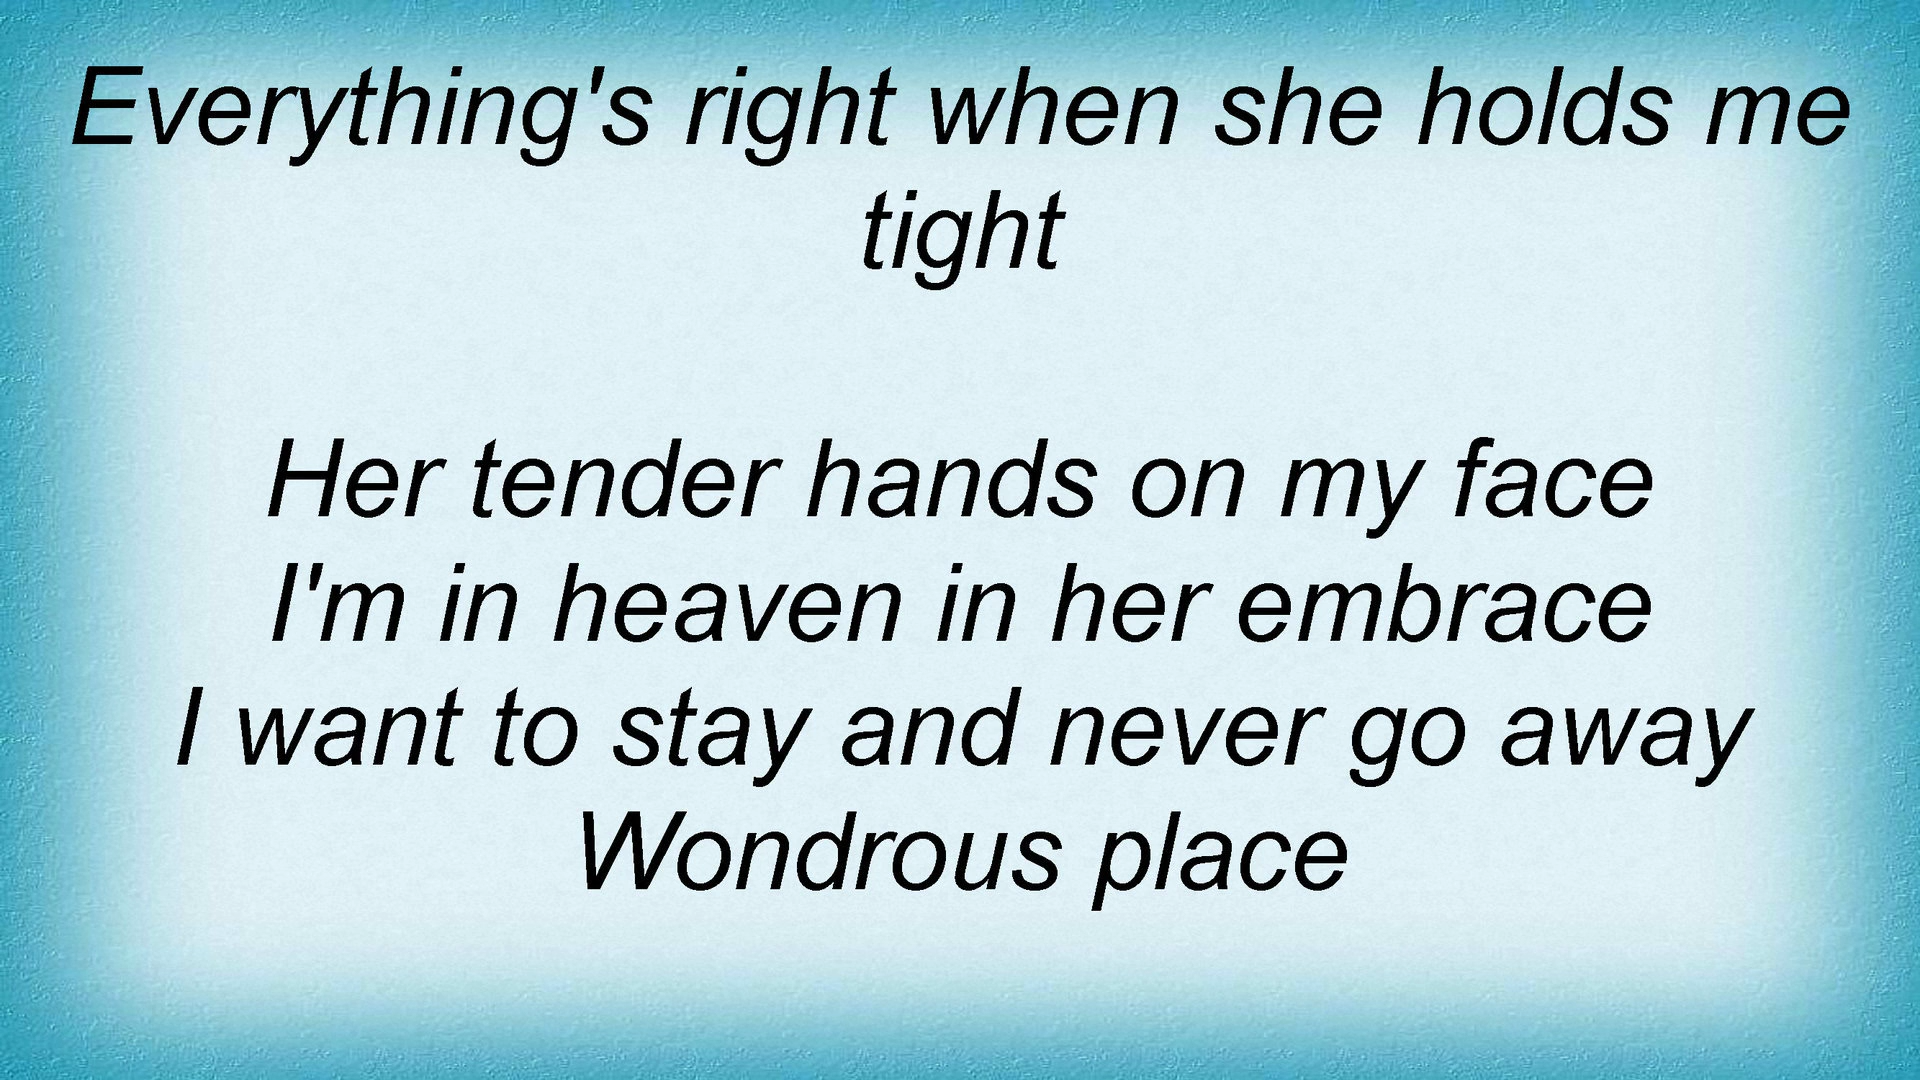 Everything's right when she holds me
tight
Her tender hands on my face
I'm in heaven in her embrace
I want to stay and never go away
Wondrous place